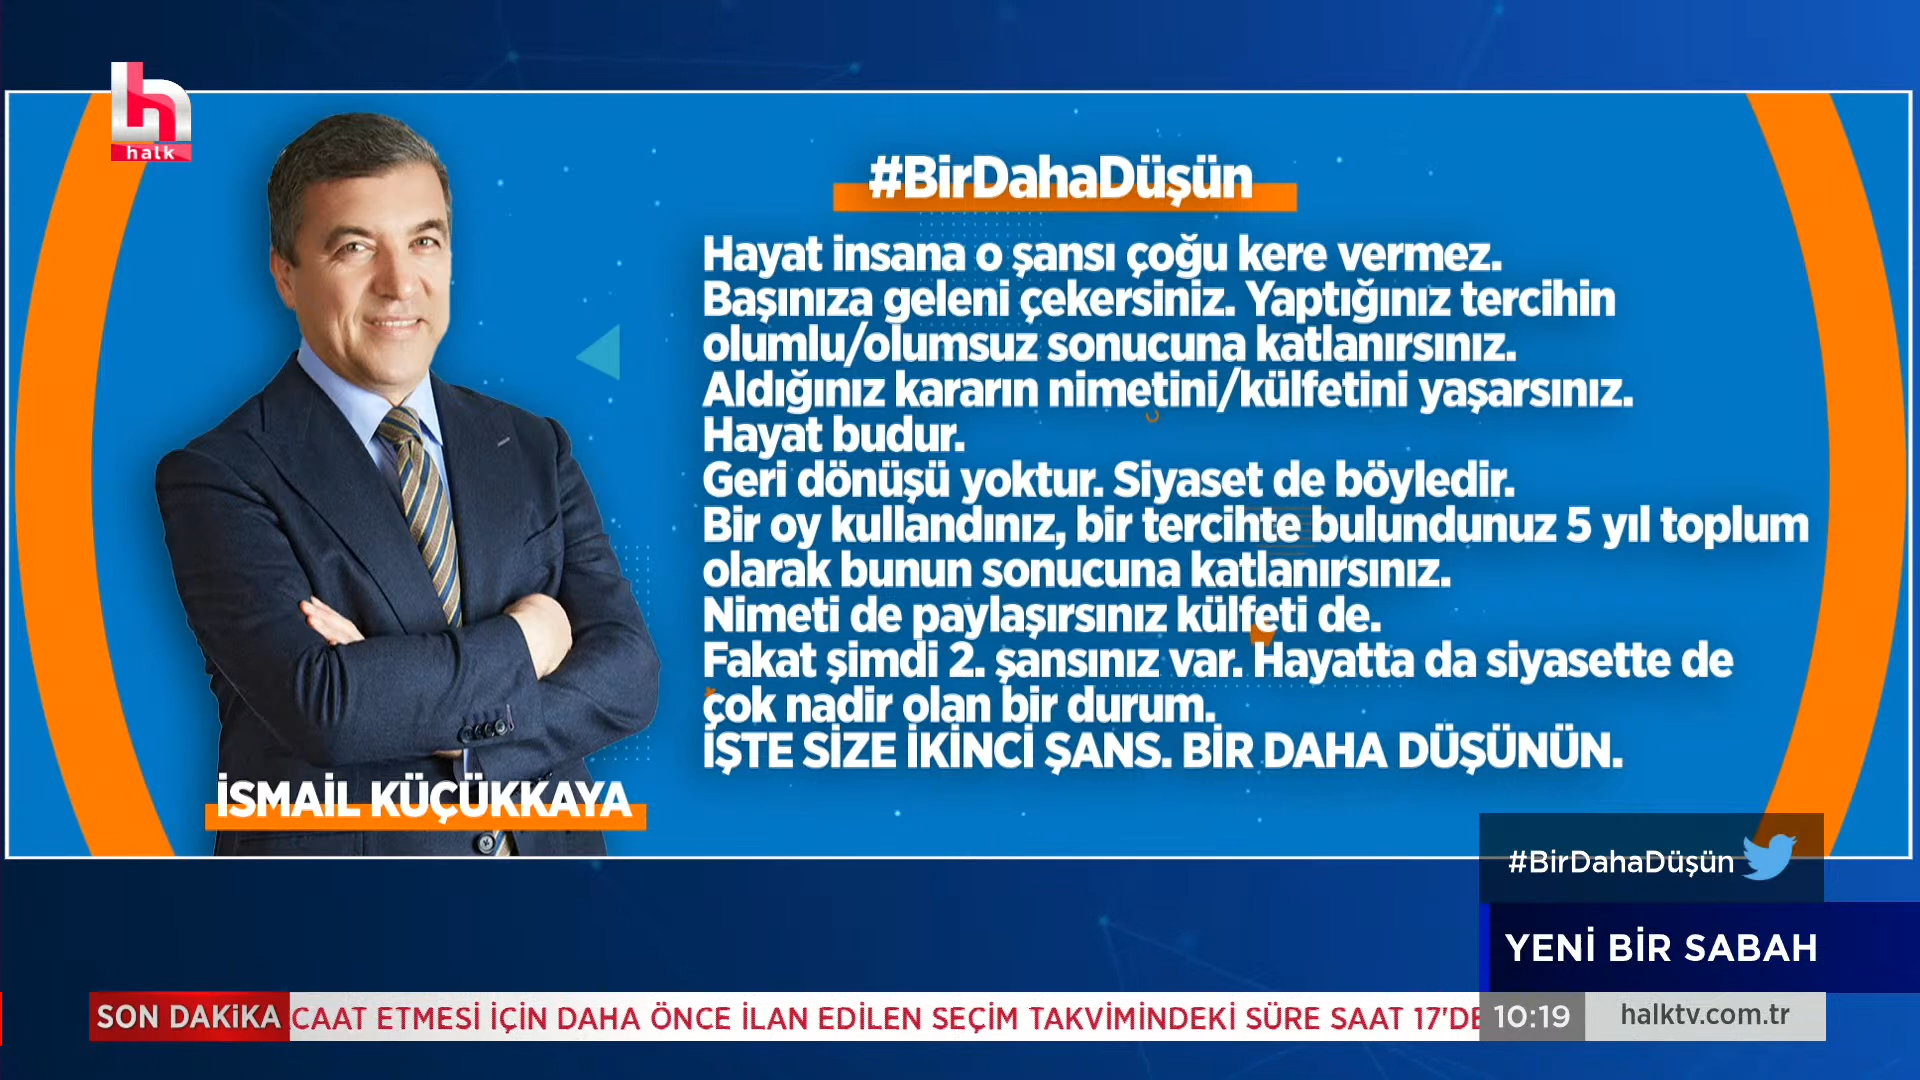 halk
#BirDahaDüşün
Hayat insana o şansı çoğu kere vermez.
Başınıza geleni çekersiniz. Yaptığınız tercihin
olumlu/olumsuz sonucuna katlanırsınız.
Aldığınız kararın nimetini/külfetini yaşarsınız.
Hayat budur.
Geri dönüşü yoktur. Siyaset de böyledir.
Bir oy kullandınız, bir tercihte bulundunuz 5 yıl toplum
olarak bunun sonucuna katlanırsınız.
Nimeti de paylaşırsınız külfeti de.
Fakat şimdi 2. şansınız var. Hayatta da siyasette de
çok nadir olan bir durum.
İŞTE SİZE İKİNCİ ŞANS. BİR DAHA DÜŞÜNÜN.
İSMAİL KÜÇÜKKAYA
#BirDahaDüşün
YENİ BİR SABAH
SON DAKİKA CAAT ETMESİ İÇİN DAHA ÖNCE İLAN EDİLEN SEÇİM TAKVİMİNDEKİ SÜRE SAAT 17'DE
10:19
halktv.com.tr